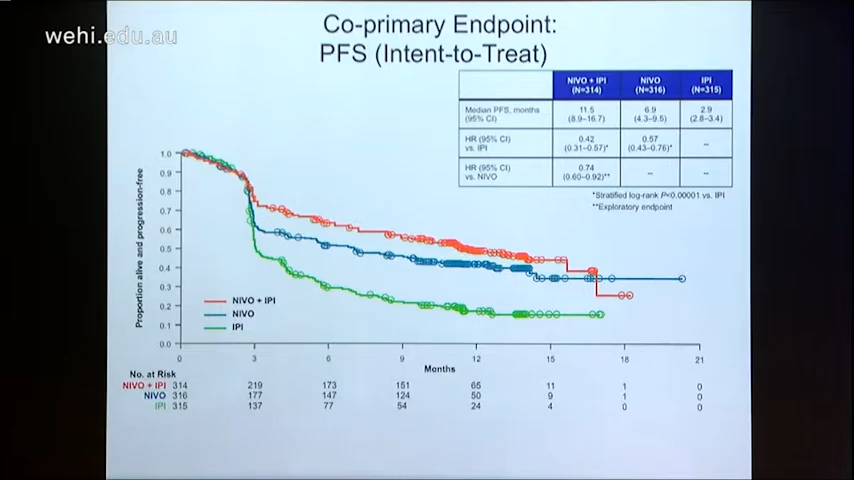 wehi.edu.au
Co-primary Endpoint:
PFS (Intent-to-Treat)
NIVO + IPI (N=314) NIVO (N=316) IPI (N=315)
Median PFS, months (95% CI) 11.5 (8.9–16.7) 6.9 (4.3–9.5) 2.9 (2.8–3.4)
HR (95% CI) vs. IPI 0.42 (0.31–0.57)* 0.57 (0.43–0.76)* --
HR (95% CI) vs. NIVO 0.74 (0.60–0.92)** -- --
*Stratified log-rank P<0.00001 vs. IPI
**Exploratory endpoint
Proportion alive and progression-free
1.0
0.9
0.8
0.7
0.6
0.5
0.4
0.3
0.2
0.1
0.0
NIVO + IPI
NIVO
IPI
0 3 6 9 12 15 18 21
Months
No. at Risk
NIVO + IPI 314 219 173 151 65 11 1 0
NIVO 316 177 147 124 50 9 1 0
IPI 315 137 77 54 24 4 0 0